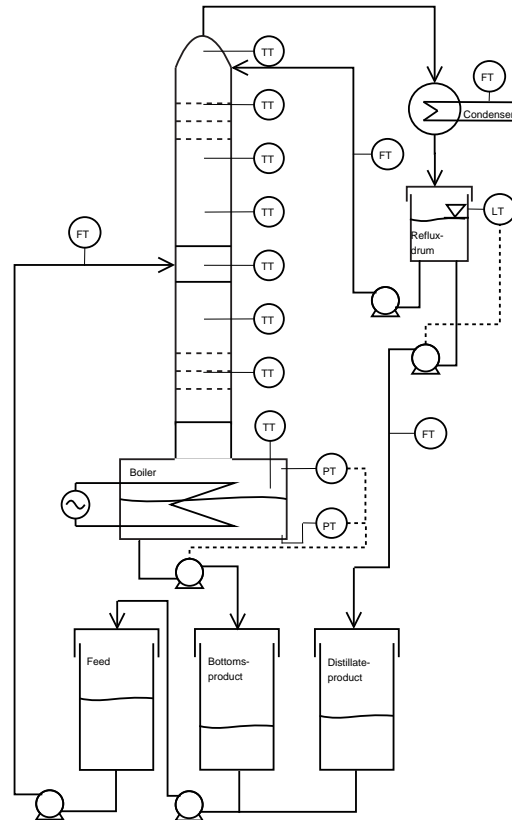 TT
FT
TT
Condenser
TT
FT
TT
LT
FT
Reflux-
drum
TT
TT
TT
TT
FT
Boiler
PT
PT
Feed
Bottoms-
product
Distillate-
product